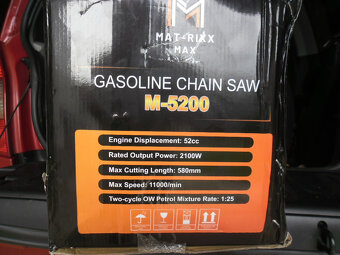 M
MAT-RIXX
MAX
GASOLINE CHAIN SAW
M-5200
Engine Displacement: 52cc
Rated Output Power: 2100W
Max Cutting Length: 580mm
Max Speed: 11000/min
Two-cycle OW Petrol Mixture Rate: 1:25